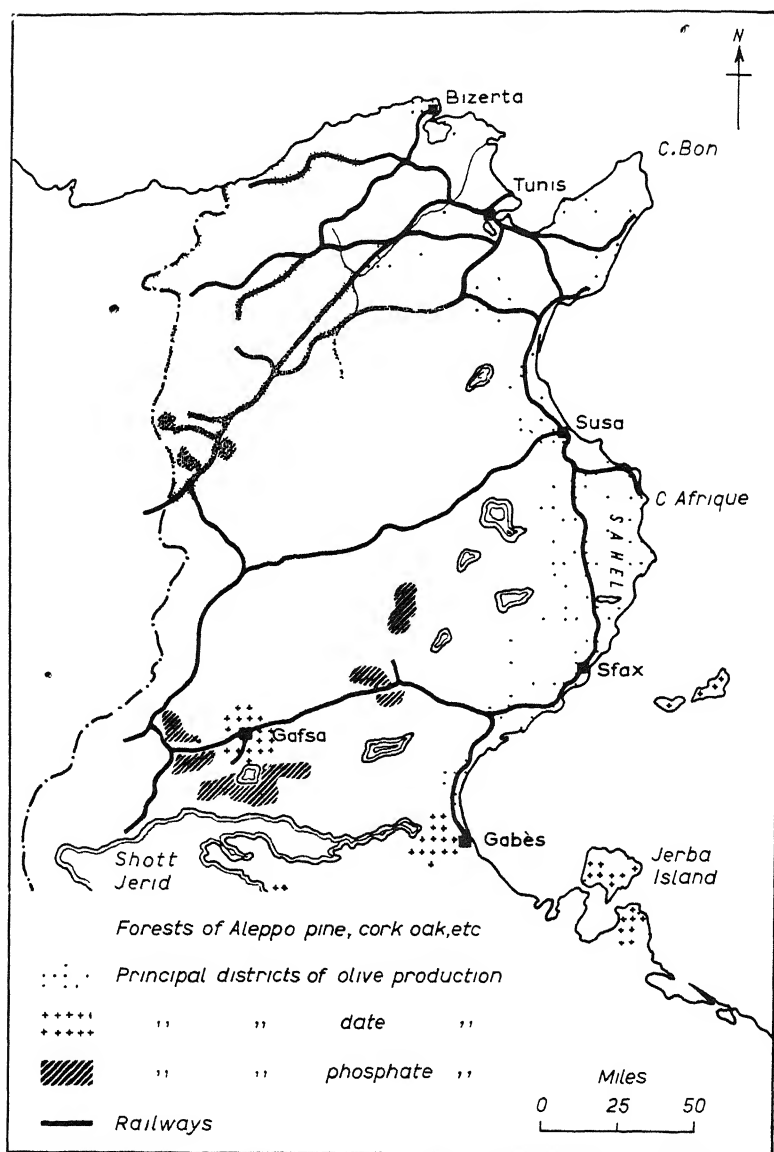 N
Bizerta
C. Bon
Tunis
Susa
C Afrique
SAHEL
Sfax
Gafsa
Gabès
Shott
Jerid
Jerba
Island
Forests of Aleppo pine, cork oak, etc
Principal districts of olive production
,, ,, date ,,
,, ,, phosphate ,,
Railways
Miles
0 25 50